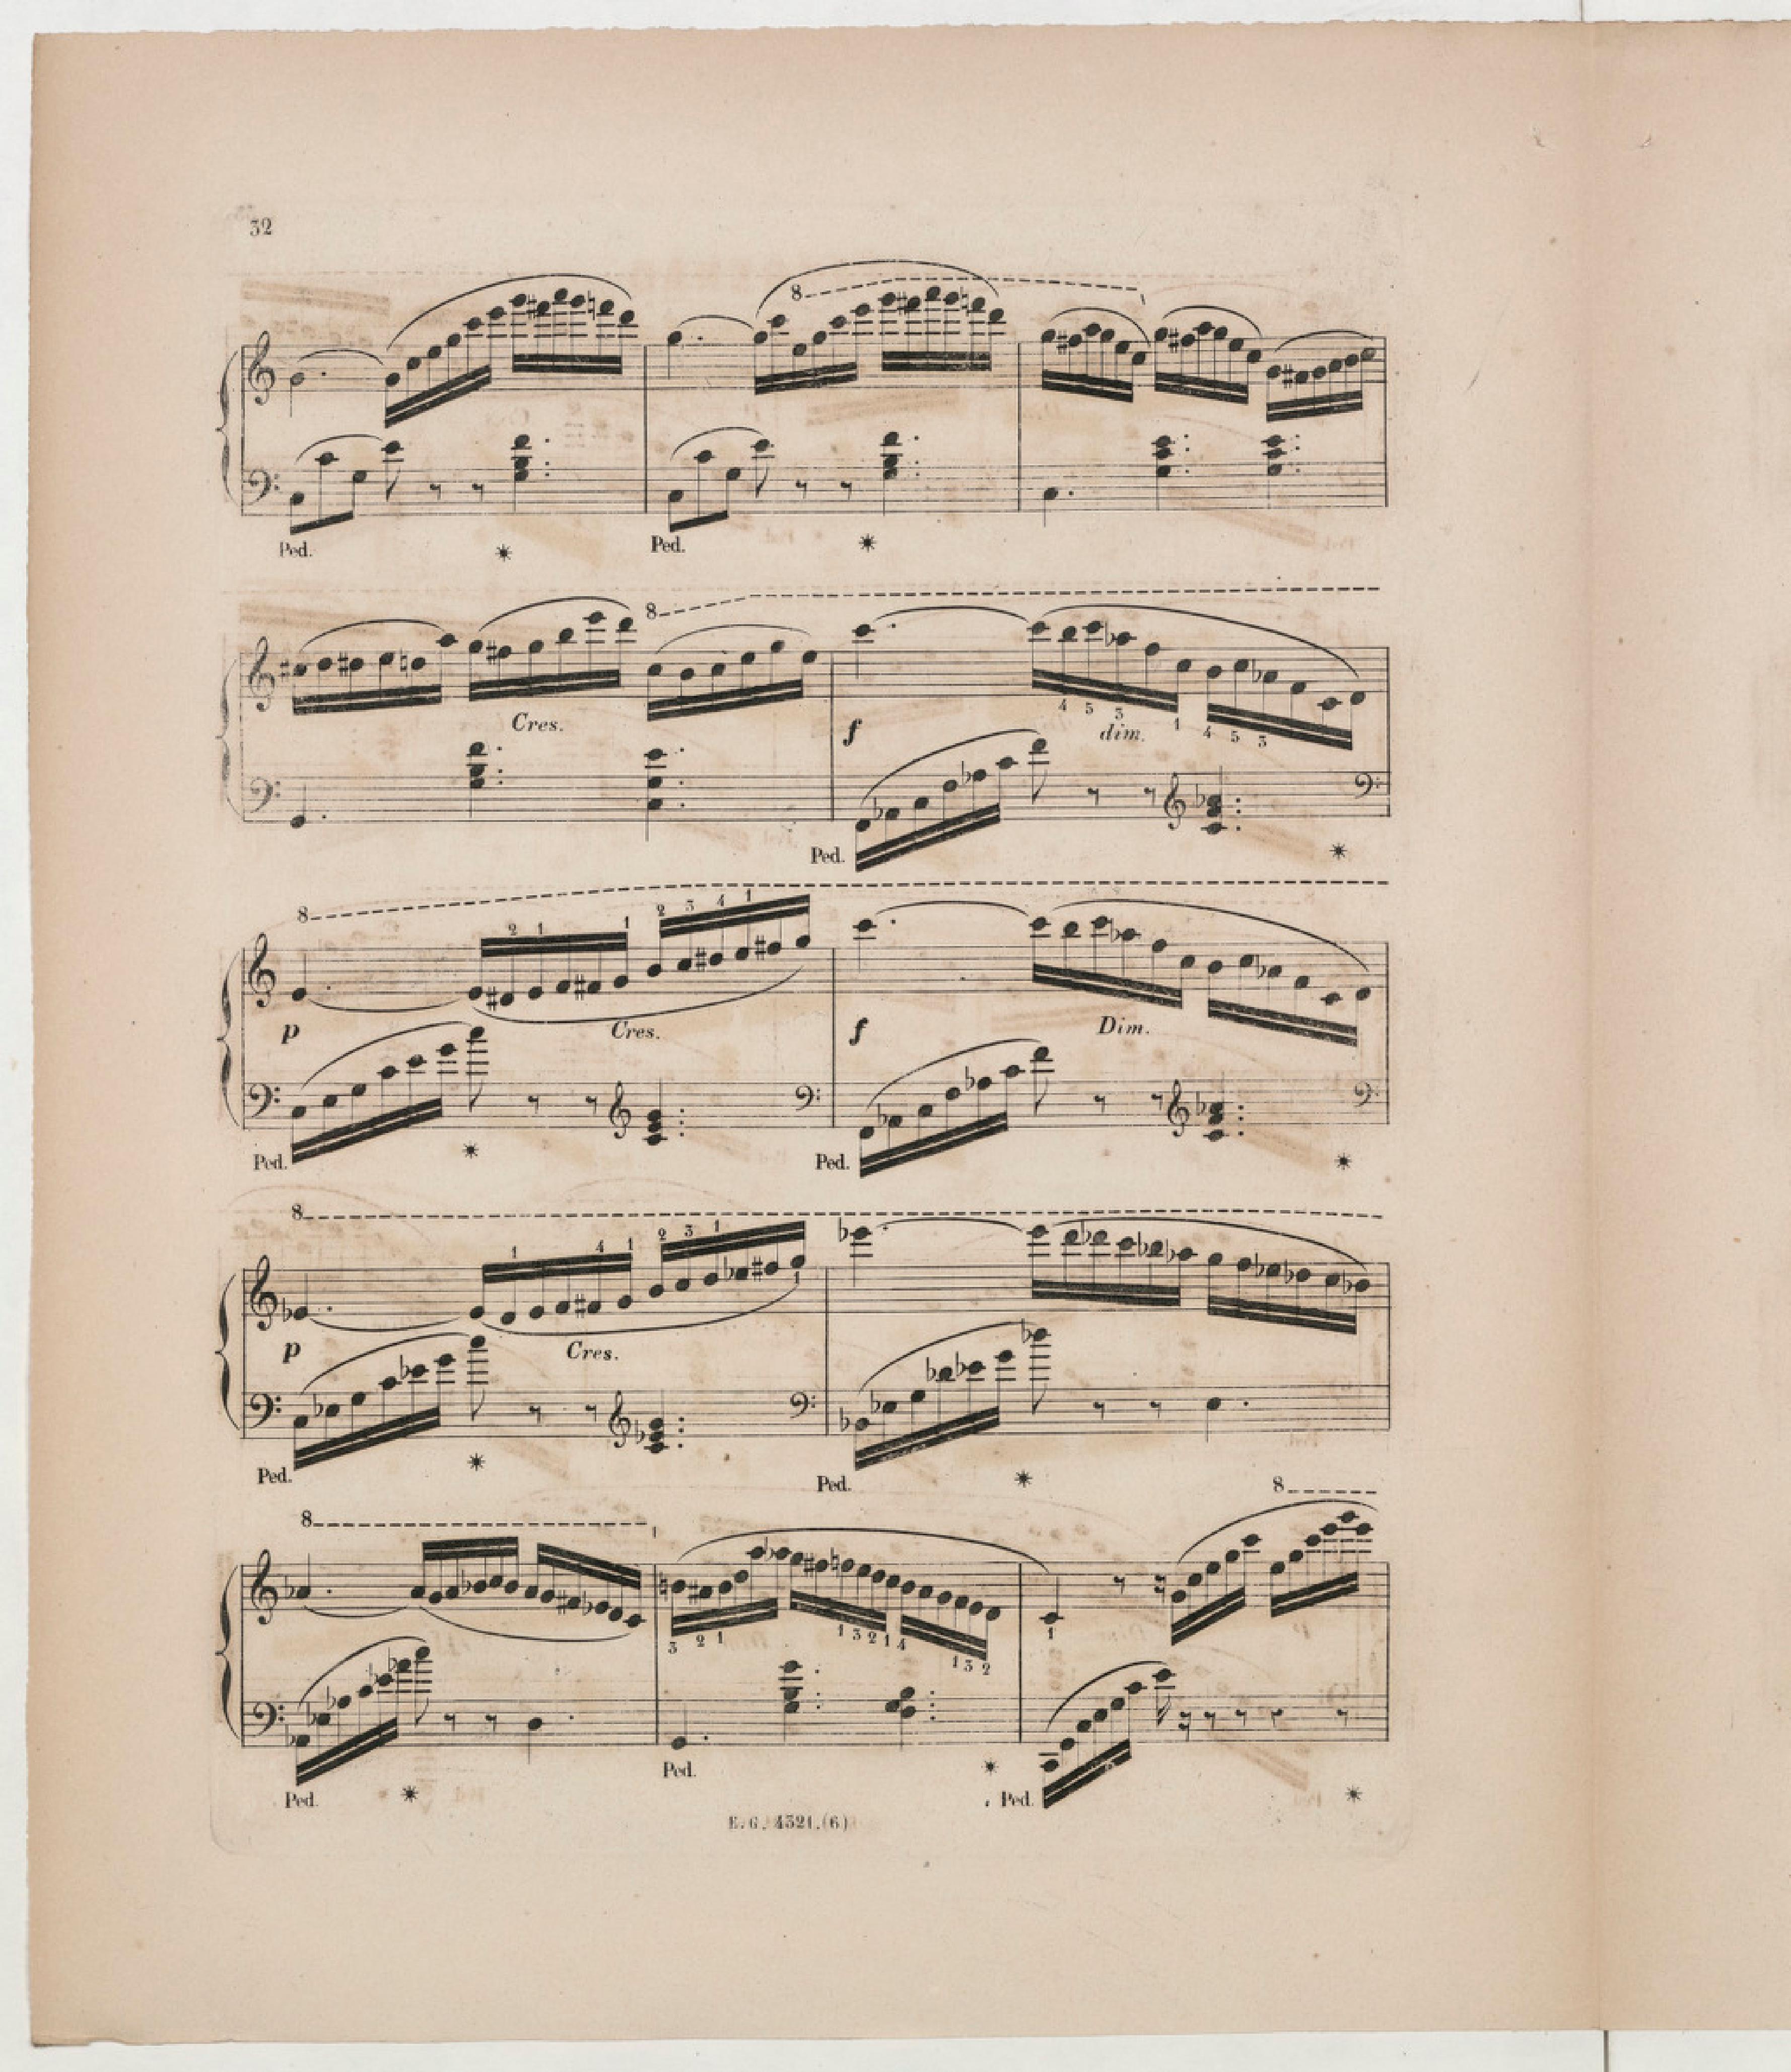 32
8
Ped. Ped.
8
Cres. f dim.
4 5 3 1 4 5 3
Ped.
8
2 1 1 2 3 4 1
p Cres. f Dim.
Ped. Ped.
8
1 4 1 2 3 1
1
p Cres.
Ped. Ped.
8 8
3 2 1 1 3 2 1 4 1 3 2 1
Ped. Ped. Ped.
E. G. 4321. (6)